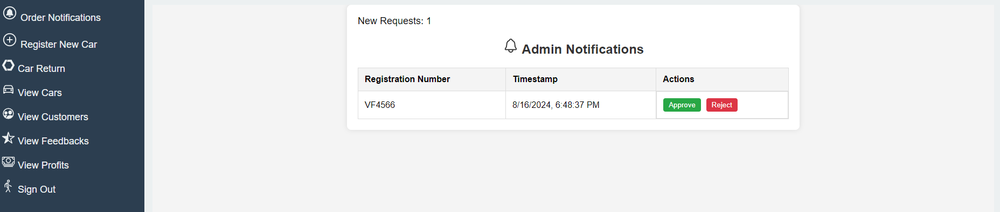 Order Notifications
Register New Car
Car Return
View Cars
View Customers
View Feedbacks
View Profits
Sign Out
New Requests: 1
Admin Notifications
Registration Number Timestamp Actions
VF4566 8/16/2024, 6:48:37 PM Approve Reject